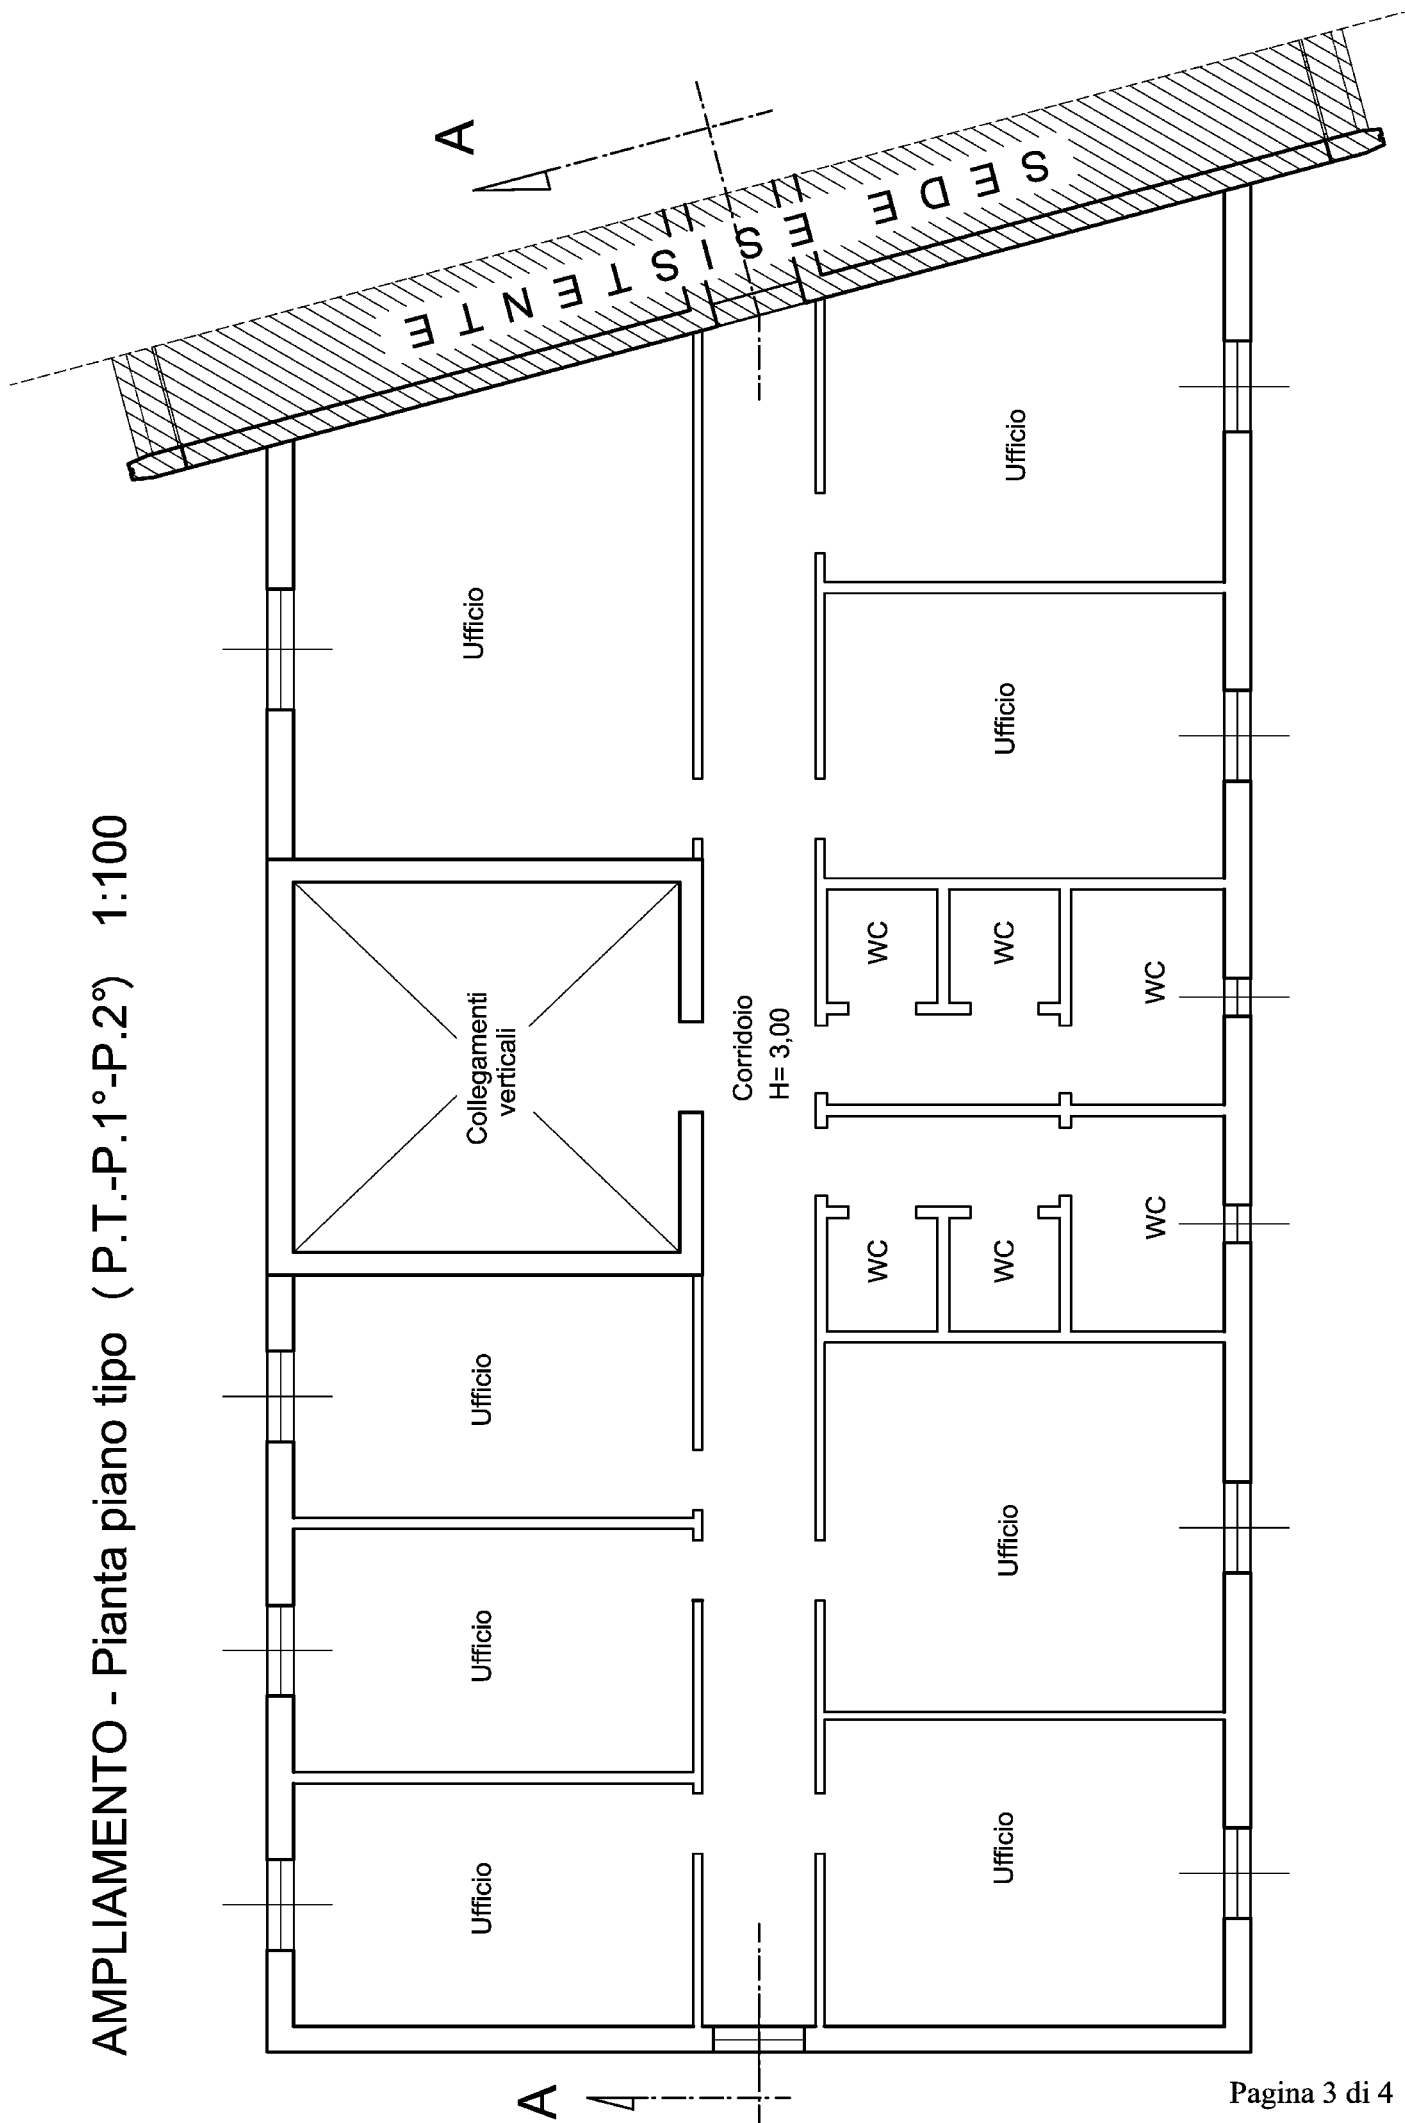 AMPLIAMENTO - Pianta piano tipo ( P.T.-P.1°-P.2°) 1:100
Ufficio
Ufficio
Ufficio
Collegamenti
verticali
Ufficio
A
A
Corridoio
H= 3,00
SEDE ESISTENTE
Ufficio
Ufficio
WC
WC
WC
WC
WC
WC
Ufficio
Ufficio
Pagina 3 di 4